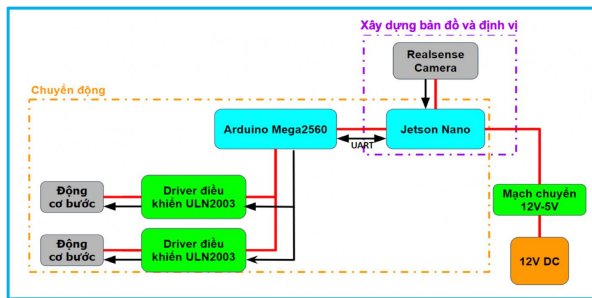 Xây dựng bản đồ và định vị
Realsense
Camera
Chuyển động
Arduino Mega2560
Jetson Nano
UART
Động
cơ bước
Driver điều
khiển ULN2003
Mạch chuyển
12V-5V
Động
cơ bước
Driver điều
khiển ULN2003
12V DC